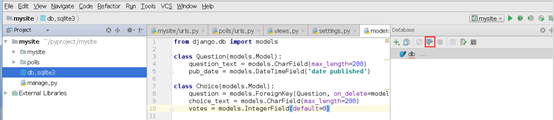 File Edit View Navigate Code Refactor Run Tools VCS Window Help
mysite db.sqlite3
mysite
Project
mysite/urls.py polls/urls.py views.py settings.py models
Database
mysite ~/pyproject/mysite
mysite
polls
db.sqlite3
manage.py
External Libraries
1 from django.db import models
class Question(models.Model):
question_text = models.CharField(max_length=200)
pub_date = models.DateTimeField('date published')
class Choice(models.Model):
question = models.ForeignKey(Question, on_delete=model
choice_text = models.CharField(max_length=200)
10 votes = models.IntegerField(default=0)
db